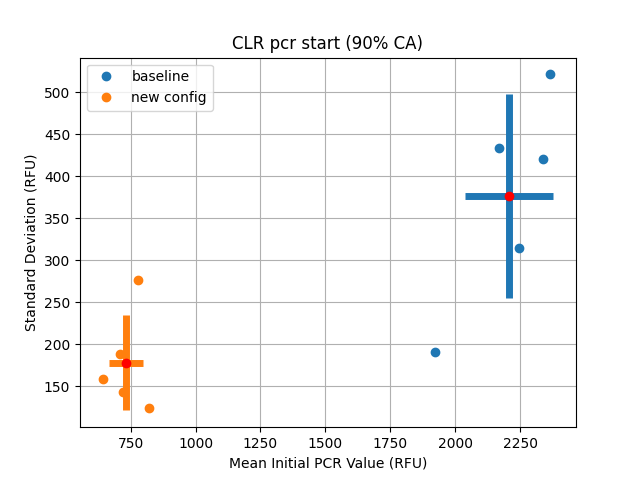 CLR pcr start (90% CA)
baseline
new config
500
450
400
350
300
250
200
150
Standard Deviation (RFU)
750 1000 1250 1500 1750 2000 2250
Mean Initial PCR Value (RFU)